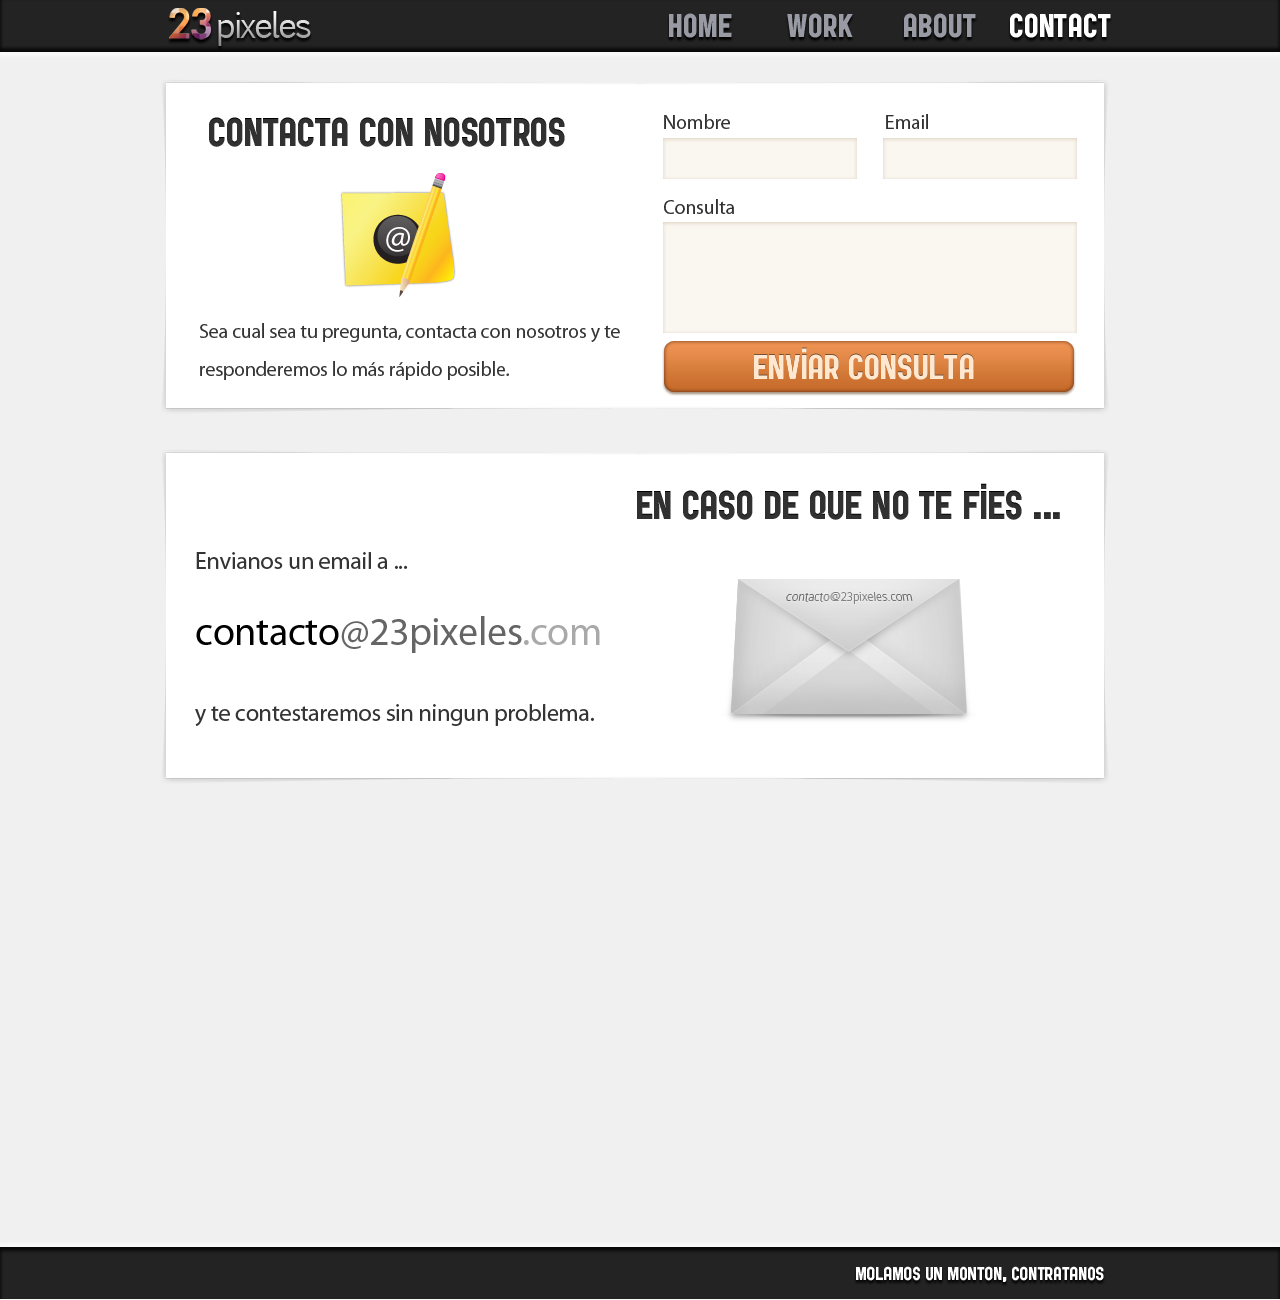 23 pixeles
HOME WORK ABOUT CONTACT
CONTACTA CON NOSOTROS
@
Sea cual sea tu pregunta, contacta con nosotros y te
responderemos lo más rápido posible.
Nombre Email
Consulta
ENVIAR CONSULTA
EN CASO DE QUE NO TE FIES ...
Envianos un email a ...
contacto@23pixeles.com
y te contestaremos sin ningun problema.
contacto@23pixeles.com
MOLAMOS UN MONTON, CONTRATANOS